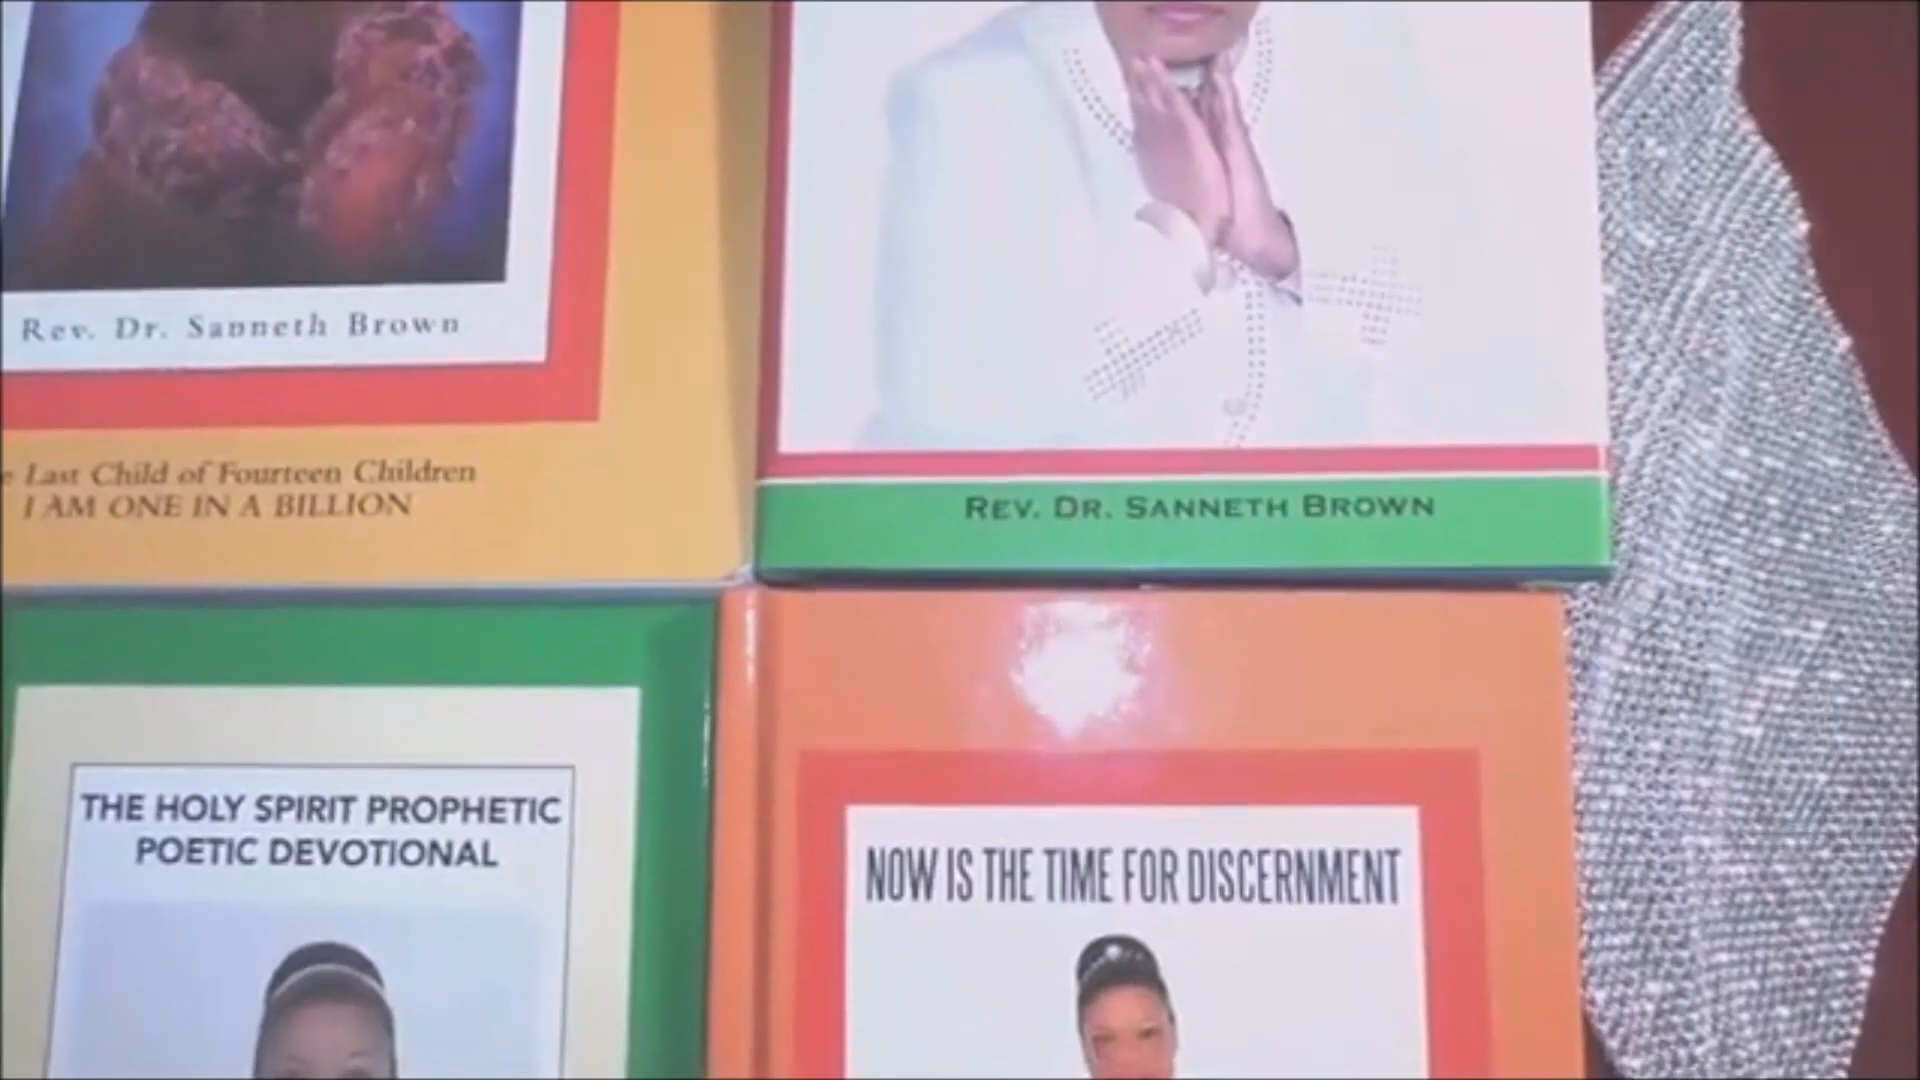 Rev. Dr. Sanneth Brown
Last Child of Fourteen Children
I AM ONE IN A BILLION
REV. DR. SANNETH BROWN
THE HOLY SPIRIT PROPHETIC
POETIC DEVOTIONAL
NOW IS THE TIME FOR DISCERNMENT